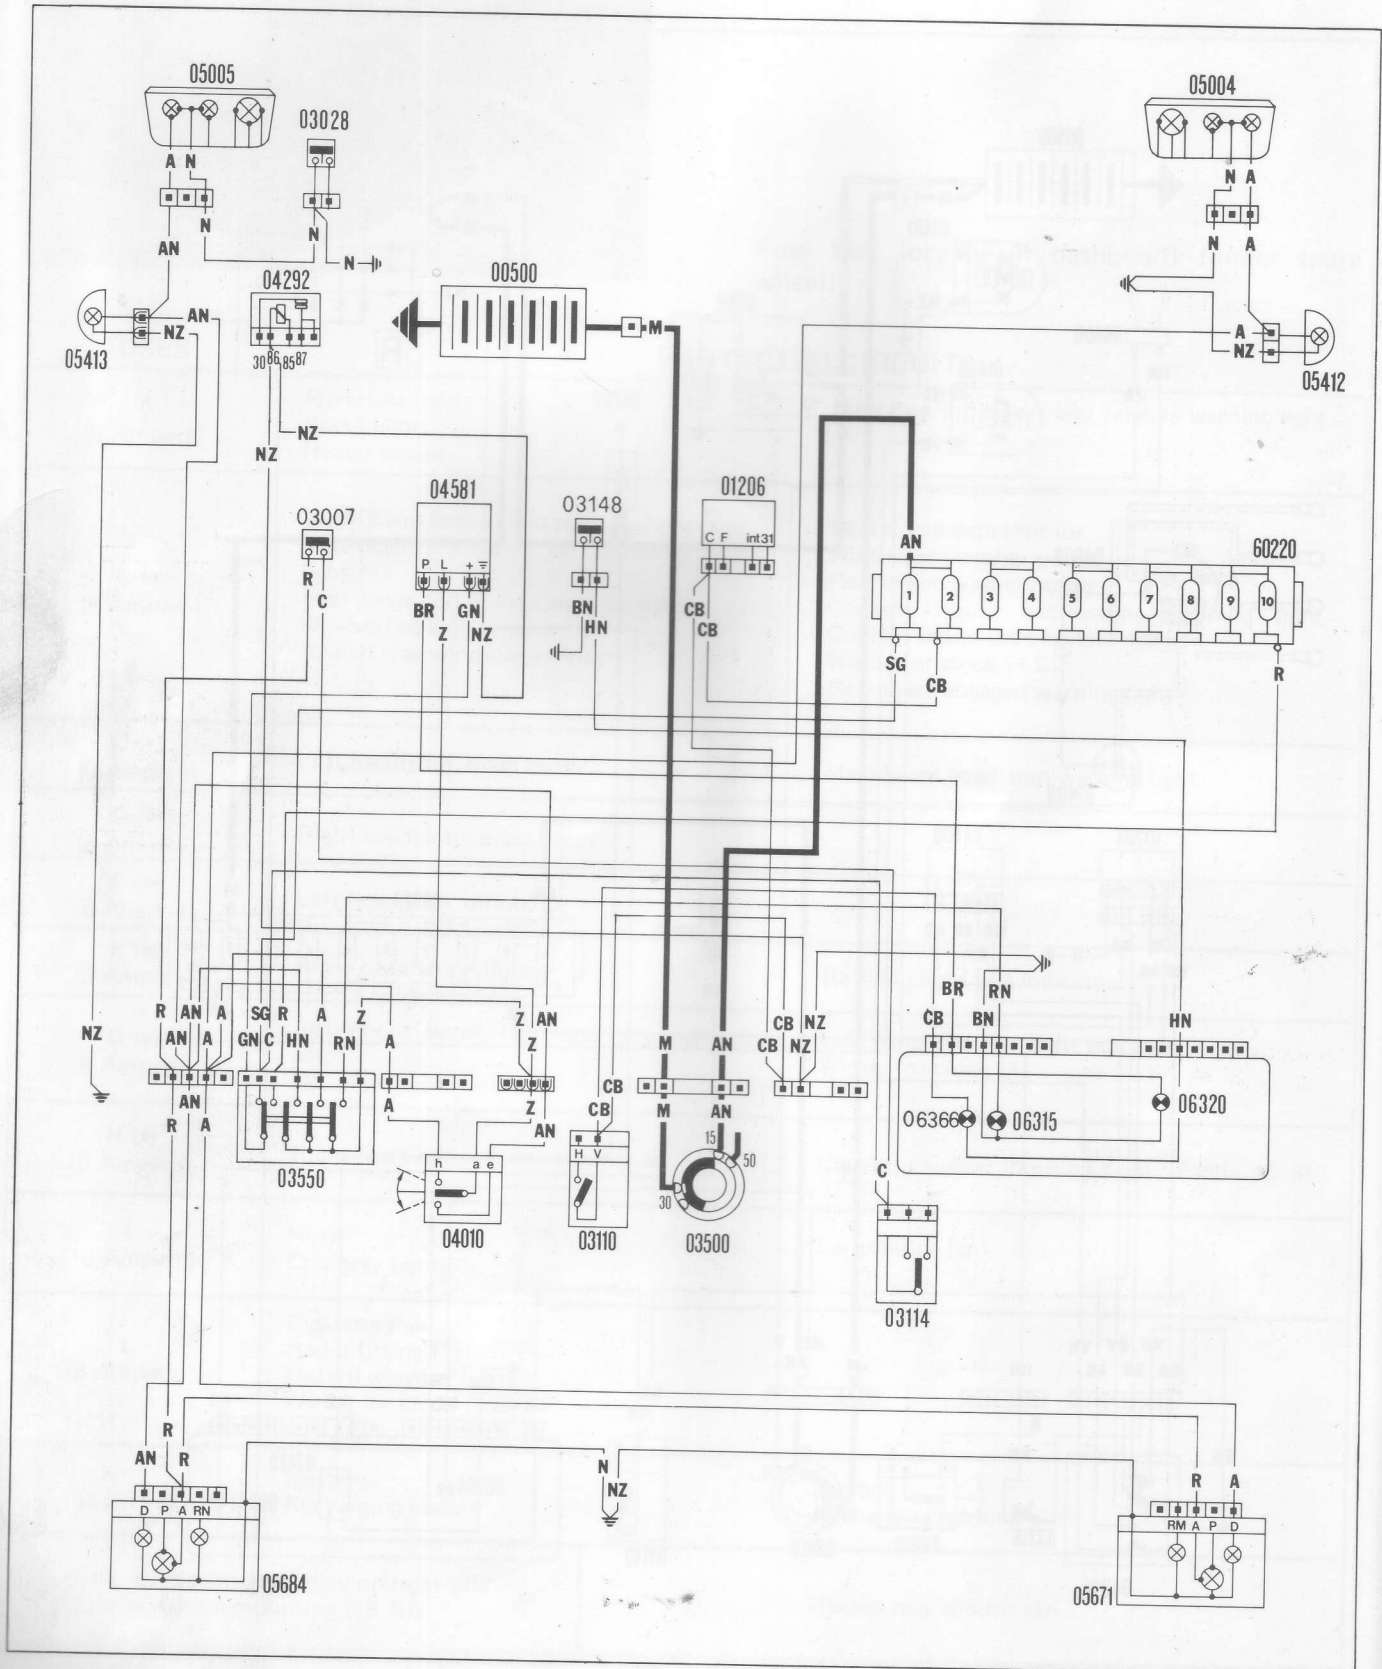 05005
05004
03028
A N
N A
N
N
N
A
AN
N
04292
00500
AN
NZ
M
A
NZ
05413
30 86 85 87
05412
NZ
NZ
04581
03148
01206
03007
C F int 31
AN
60220
P L + 
R
C
BR
Z
GN
NZ
BN
HN
CB
CB
1 2 3 4 5 6 7 8 9 10
SG
CB
R
BR
RN
R AN A SG R A Z Z AN
CB NZ
CB
BN
HN
NZ
AN A GN C HN RN A Z
M AN
CB NZ
AN
R A
A
Z
AN
CB
CB
M AN
06366
06315
06320
03550
h a e
H V
15
50
30
C
04010
03110
03500
03114
R
AN R
N
NZ
R A
D P A RN
RM A P D
05684
05671